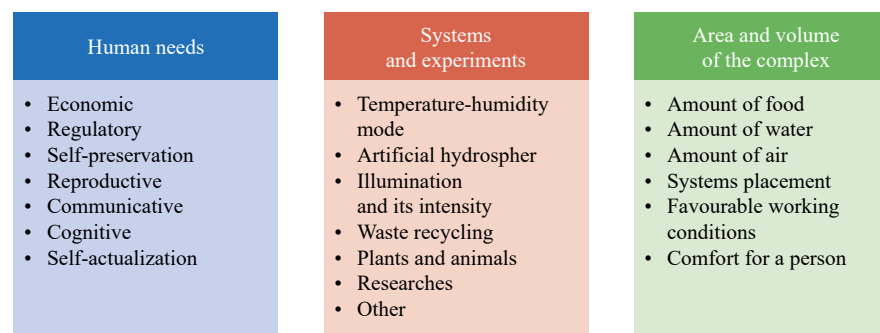 Human needs
• Economic
• Regulatory
• Self-preservation
• Reproductive
• Communicative
• Cognitive
• Self-actualization
Systems
and experiments
• Temperature-humidity
mode
• Artificial hydrospher
• Illumination
and its intensity
• Waste recycling
• Plants and animals
• Researches
• Other
Area and volume
of the complex
• Amount of food
• Amount of water
• Amount of air
• Systems placement
• Favourable working
conditions
• Comfort for a person